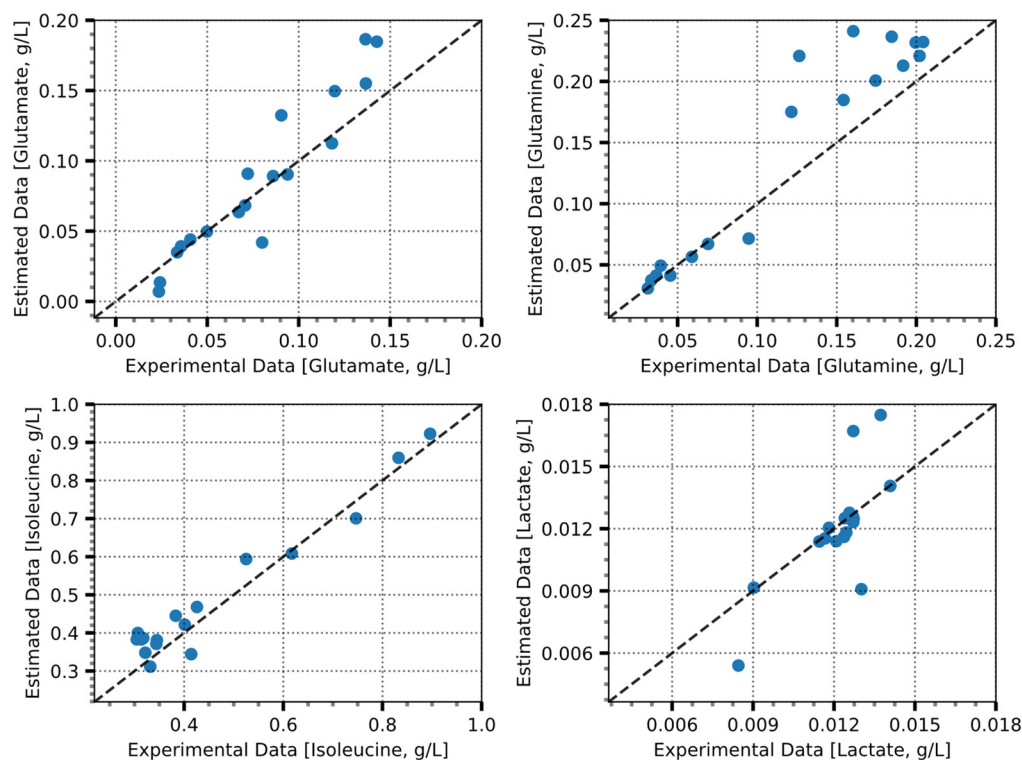 Estimated Data [Glutamate, g/L]
0.20
0.15
0.10
0.05
0.00
0.00 0.05 0.10 0.15 0.20
Experimental Data [Glutamate, g/L]
Estimated Data [Glutamine, g/L]
0.25
0.20
0.15
0.10
0.05
0.05 0.10 0.15 0.20 0.25
Experimental Data [Glutamine, g/L]
Estimated Data [Isoleucine, g/L]
1.0
0.9
0.8
0.7
0.6
0.5
0.4
0.3
0.4 0.6 0.8 1.0
Experimental Data [Isoleucine, g/L]
Estimated Data [Lactate, g/L]
0.018
0.015
0.012
0.009
0.006
0.006 0.009 0.012 0.015 0.018
Experimental Data [Lactate, g/L]